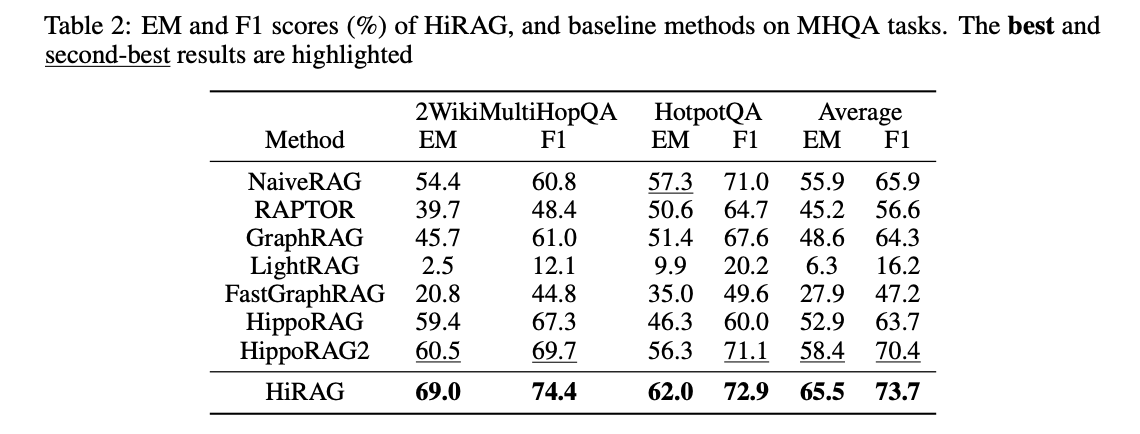 Table 2: EM and F1 scores (%) of HiRAG, and baseline methods on MHQA tasks. The best and
second-best results are highlighted
2WikiMultiHopQA HotpotQA Average
Method EM F1 EM F1 EM F1
NaiveRAG 54.4 60.8 57.3 71.0 55.9 65.9
RAPTOR 39.7 48.4 50.6 64.7 45.2 56.6
GraphRAG 45.7 61.0 51.4 67.6 48.6 64.3
LightRAG 2.5 12.1 9.9 20.2 6.3 16.2
FastGraphRAG 20.8 44.8 35.0 49.6 27.9 47.2
HippoRAG 59.4 67.3 46.3 60.0 52.9 63.7
HippoRAG2 60.5 69.7 56.3 71.1 58.4 70.4
HiRAG 69.0 74.4 62.0 72.9 65.5 73.7